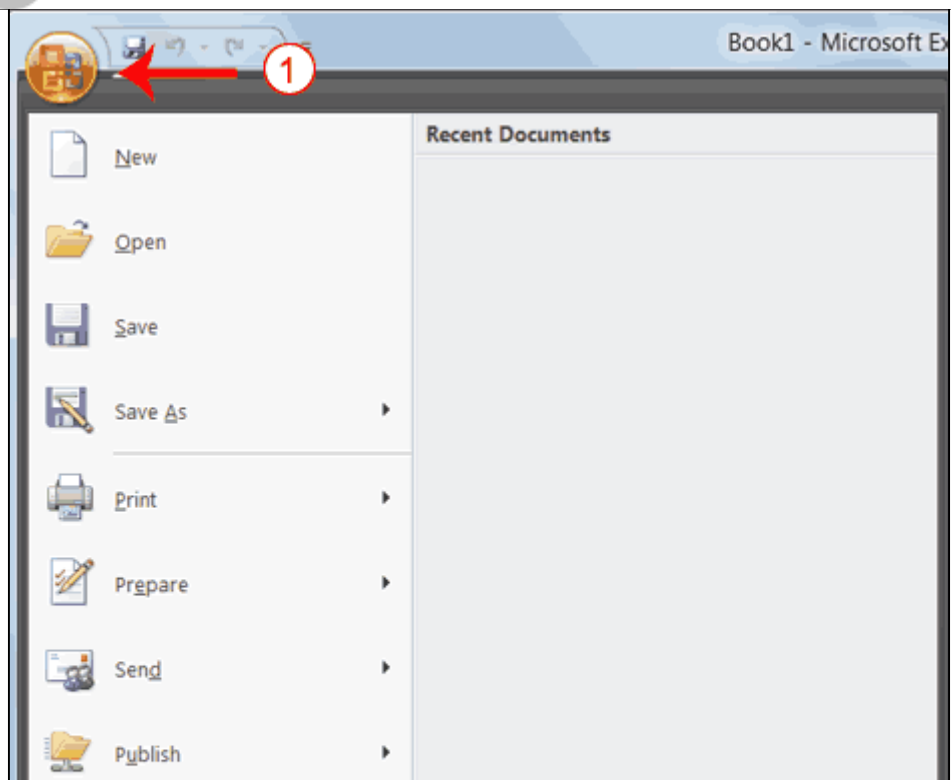 Book1 - Microsoft Ex
1
Recent Documents
New
Open
Save
Save As
Print
Prepare
Send
Publish